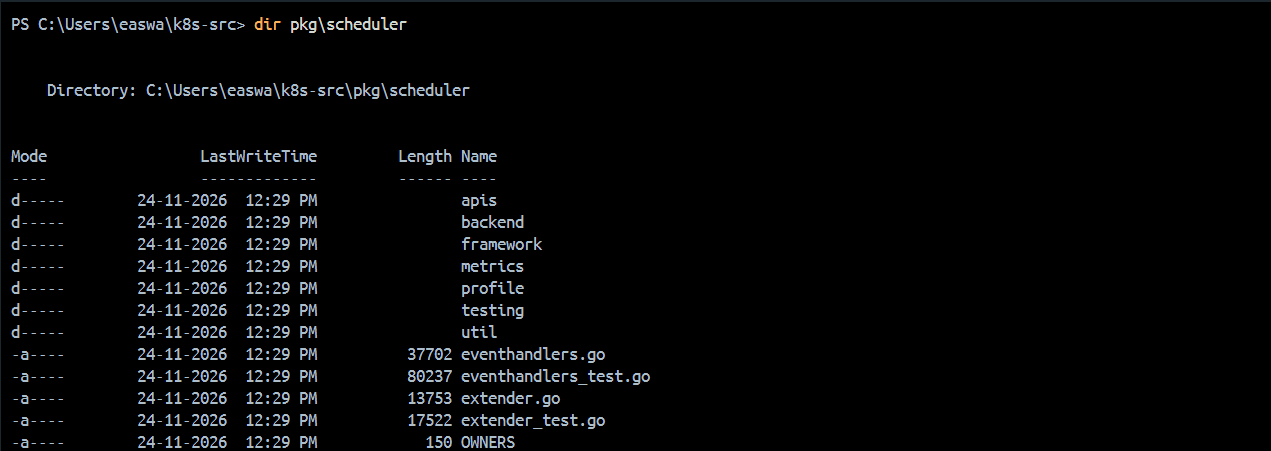 PS C:\Users\easwa\k8s-src> dir pkg\scheduler
Directory: C:\Users\easwa\k8s-src\pkg\scheduler
Mode LastWriteTime Length Name
---- ------------- ------ ----
d----- 24-11-2026 12:29 PM apis
d----- 24-11-2026 12:29 PM backend
d----- 24-11-2026 12:29 PM framework
d----- 24-11-2026 12:29 PM metrics
d----- 24-11-2026 12:29 PM profile
d----- 24-11-2026 12:29 PM testing
d----- 24-11-2026 12:29 PM util
-a---- 24-11-2026 12:29 PM 37702 eventhandlers.go
-a---- 24-11-2026 12:29 PM 80237 eventhandlers_test.go
-a---- 24-11-2026 12:29 PM 13753 extender.go
-a---- 24-11-2026 12:29 PM 17522 extender_test.go
-a---- 24-11-2026 12:29 PM 150 OWNERS